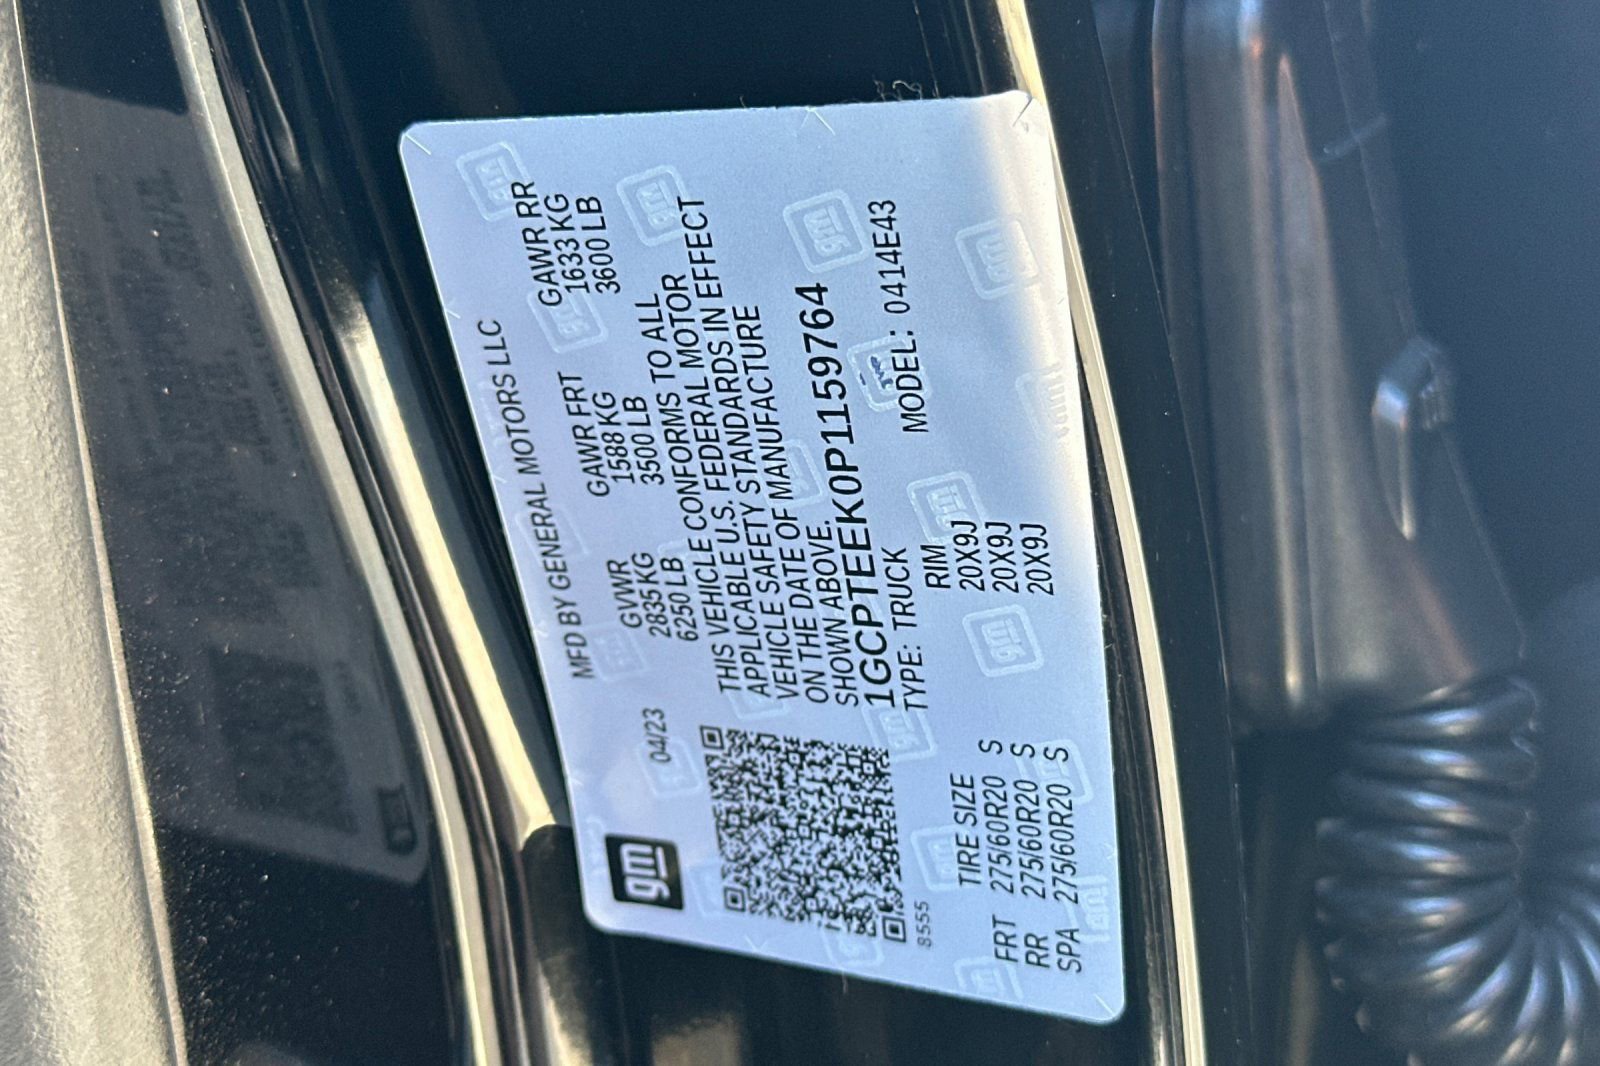 gm
04/23
MFD BY GENERAL MOTORS LLC
GVWR GAWR FRT GAWR RR
2835 KG 1588 KG 1633 KG
6250 LB 3500 LB 3600 LB
THIS VEHICLE CONFORMS TO ALL
APPLICABLE U.S. FEDERAL MOTOR
VEHICLE SAFETY STANDARDS IN EFFECT
ON THE DATE OF MANUFACTURE
SHOWN ABOVE.
1GCPTEEK0P1159764
TYPE: TRUCK MODEL: 0414E43
8555
TIRE SIZE RIM
FRT 275/60R20 S 20X9J
RR 275/60R20 S 20X9J
SPA 275/60R20 S 20X9J